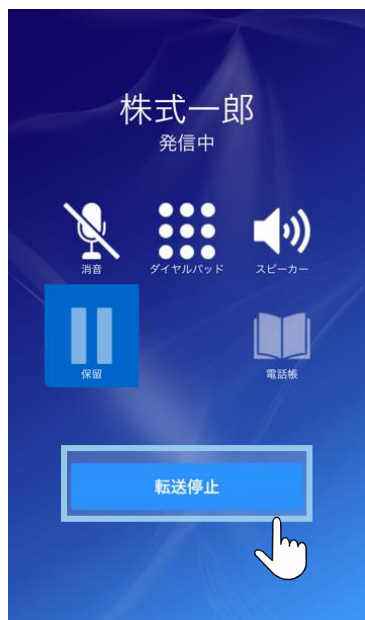 株式一郎
発信中
消音
ダイヤルパッド
スピーカー
保留
電話帳
転送停止